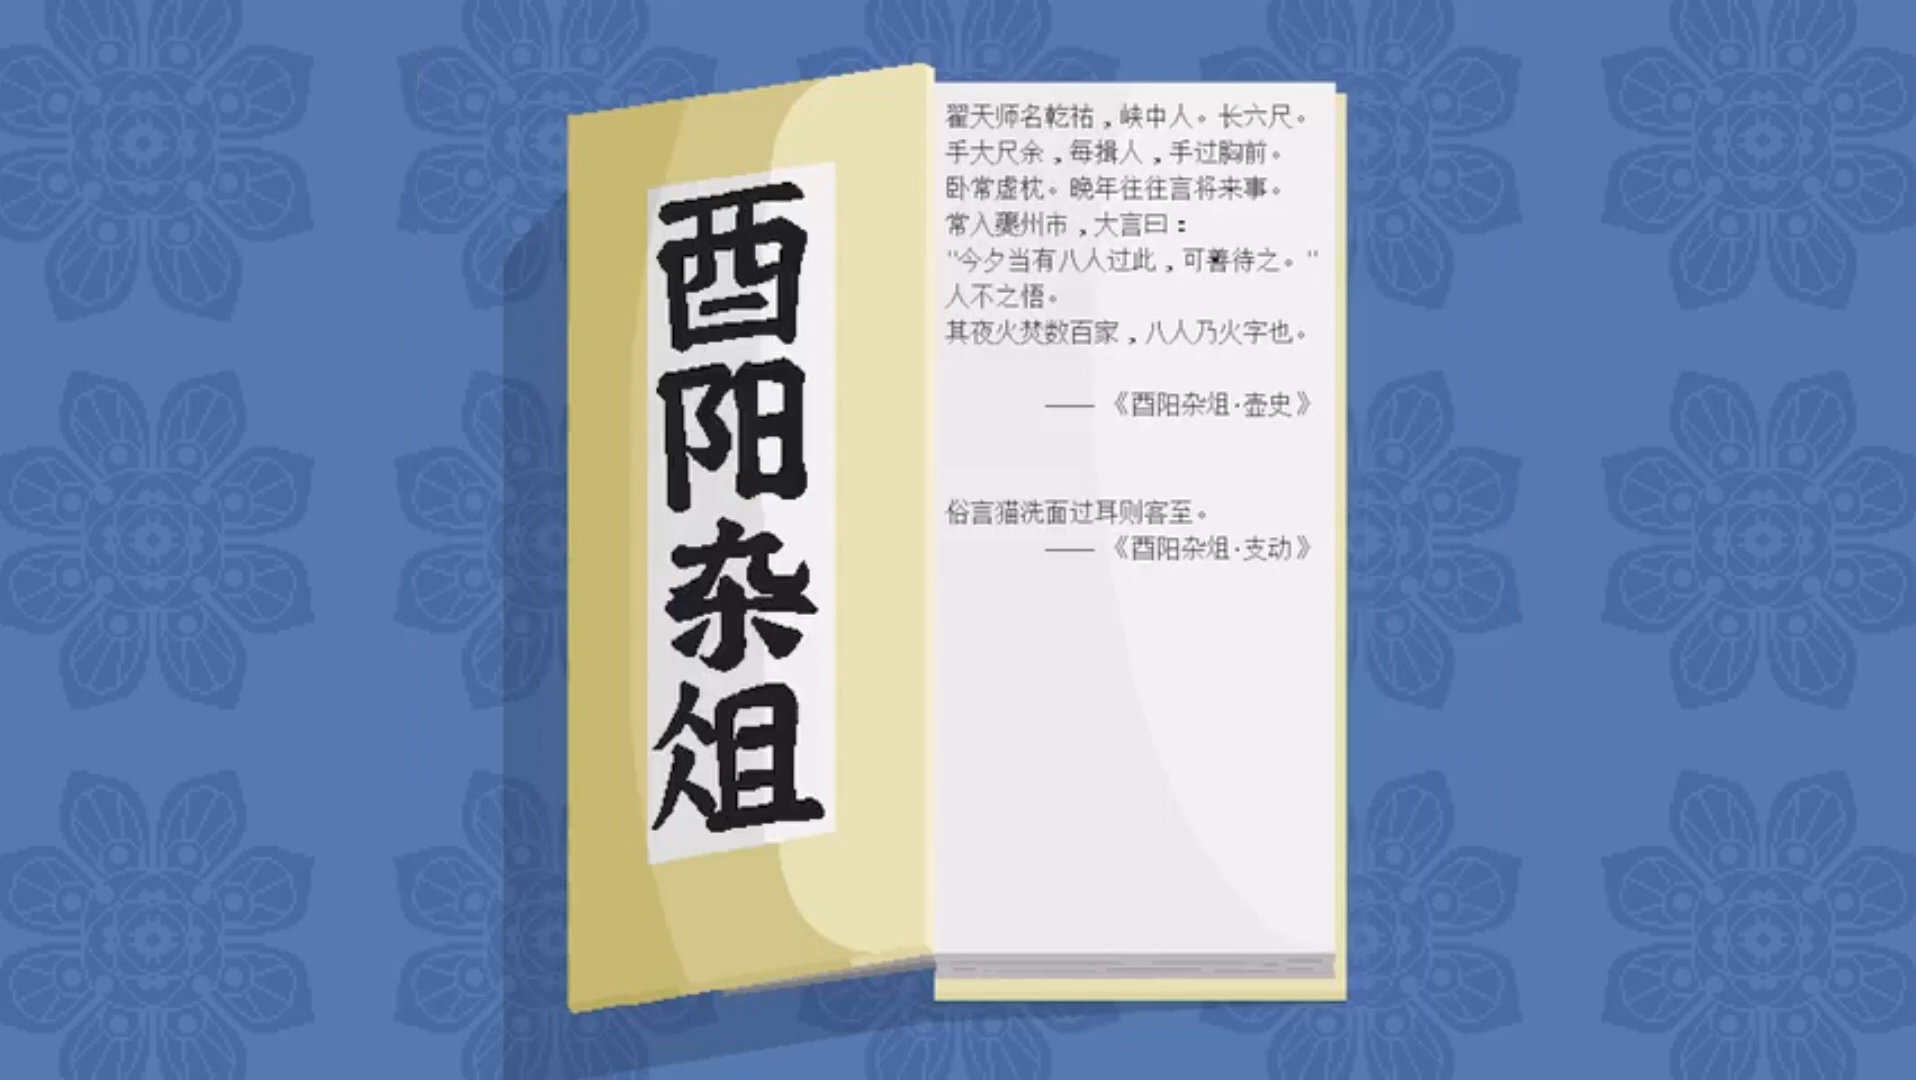 酉阳杂俎
翟天师名乾祐，峡中人。长六尺。
手大尺余，每揖人，手过胸前。
卧常虚枕。晚年往往言将来事。
常入夔州市，大言曰：
"今夕当有八人过此，可善待之。"
人不之悟。
其夜火焚数百家，八人乃火字也。
—— 《酉阳杂俎·壶史》
俗言猫洗面过耳则客至。
—— 《酉阳杂俎·支动》